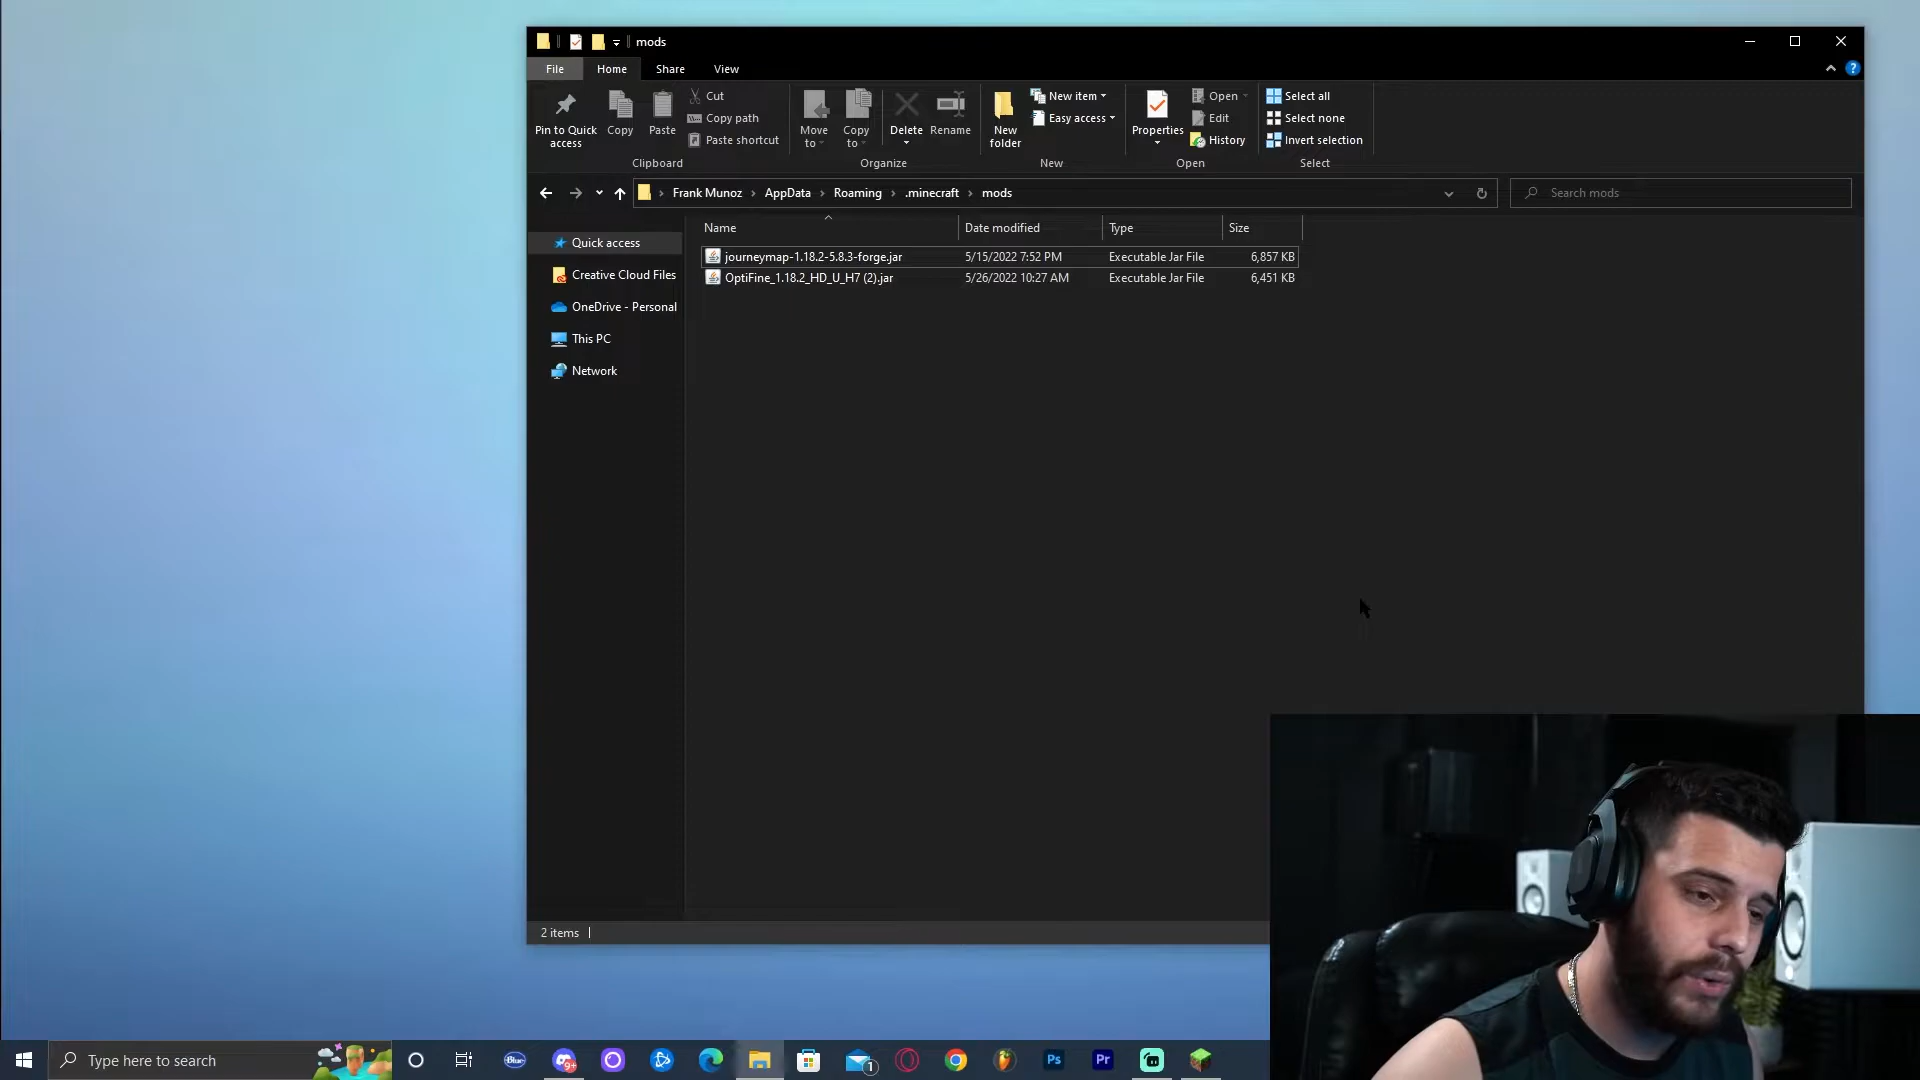 mods
File Home Share View
Pin to Quick access
Copy
Paste
Cut
Copy path
Paste shortcut
Clipboard
Move to
Copy to
Delete
Rename
Organize
New folder
New item
Easy access
New
Properties
Open
Edit
History
Open
Select all
Select none
Invert selection
Select
Frank Munoz > AppData > Roaming > .minecraft > mods
Search mods
Quick access
Creative Cloud Files
OneDrive - Personal
This PC
Network
Name Date modified Type Size
journeymap-1.18.2-5.8.3-forge.jar 5/15/2022 7:52 PM Executable Jar File 6,857 KB
OptiFine_1.18.2_HD_U_H7 (2).jar 5/26/2022 10:27 AM Executable Jar File 6,451 KB
2 items
Type here to search
Blue
9+
1
Ps
Pr